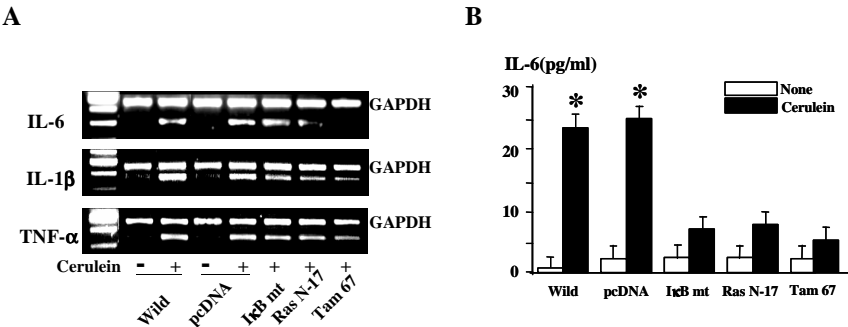 A
GAPDH
IL-6
GAPDH
IL-1β
GAPDH
TNF-α
Cerulein - + - + + + +
Wild pcDNA IκB mt Ras N-17 Tam 67
B
IL-6(pg/ml)
30
20
10
0
* *
None
Cerulein
Wild pcDNA IκB mt Ras N-17 Tam 67